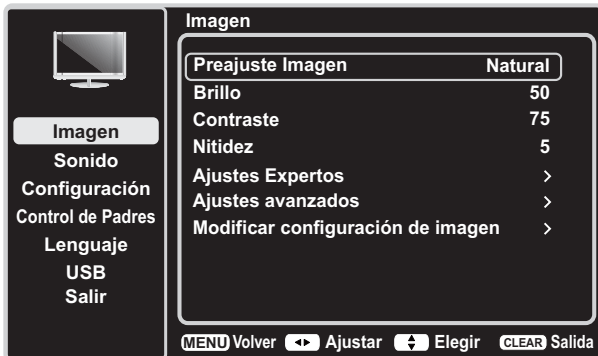 Imagen
Imagen
Sonido
Configuración
Control de Padres
Lenguaje
USB
Salir
Preajuste Imagen Natural
Brillo 50
Contraste 75
Nitidez 5
Ajustes Expertos >
Ajustes avanzados >
Modificar configuración de imagen >
MENU Volver Ajustar Elegir CLEAR Salida